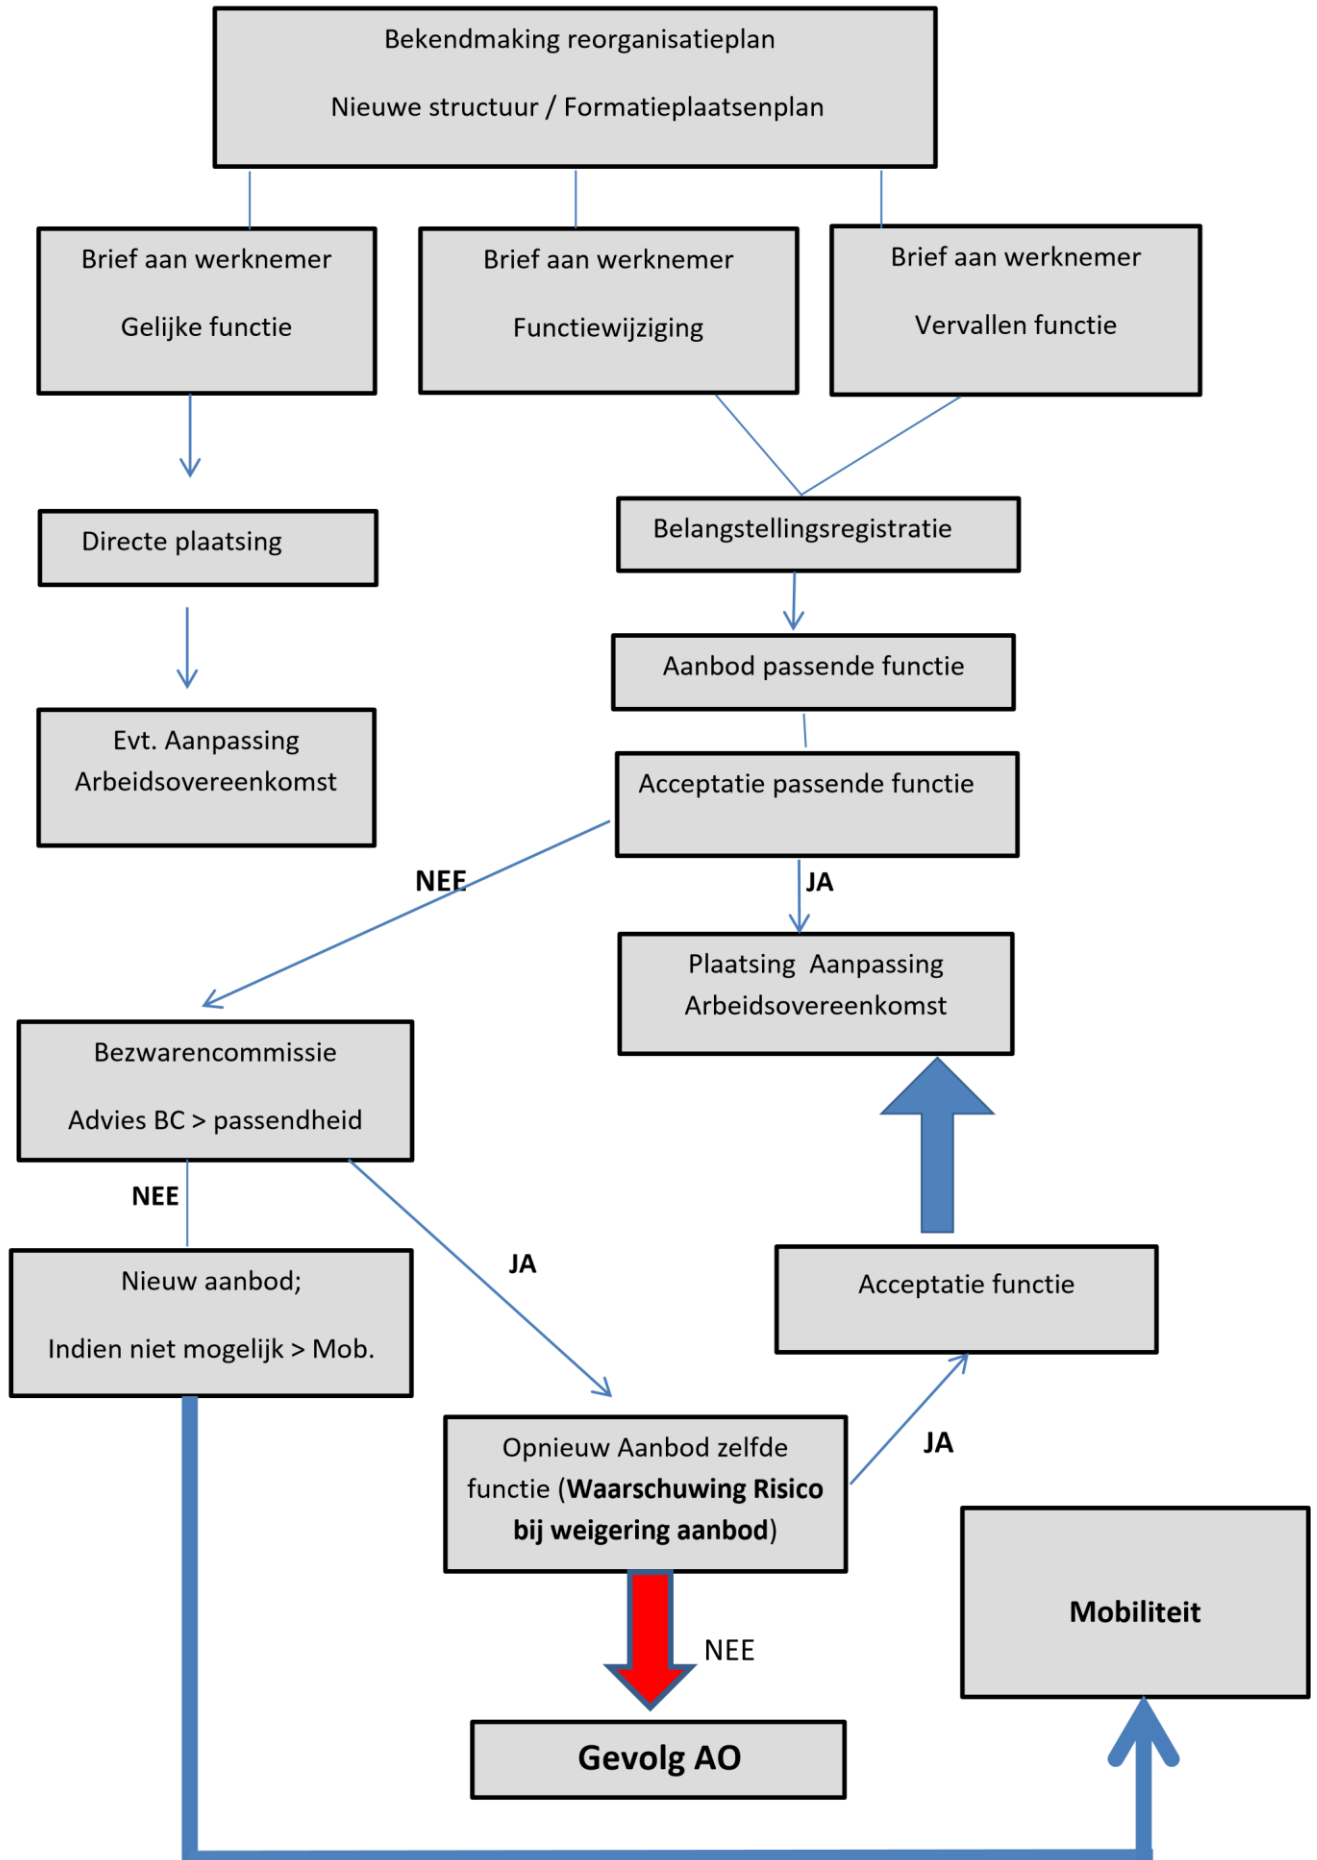 Bekendmaking reorganisatieplan
Nieuwe structuur / Formatieplaatsenplan
Brief aan werknemer
Gelijke functie
Brief aan werknemer
Functiewijziging
Brief aan werknemer
Vervallen functie
Directe plaatsing
Belangstellingsregistratie
Aanbod passende functie
Evt. Aanpassing
Arbeidsovereenkomst
Acceptatie passende functie
NEE
JA
Plaatsing  Aanpassing
Arbeidsovereenkomst
Bezwarencommissie
Advies BC > passendheid
NEE
JA
Nieuw aanbod;
Indien niet mogelijk > Mob.
Acceptatie functie
Opnieuw Aanbod zelfde
functie (Waarschuwing Risico
bij weigering aanbod)
JA
Mobiliteit
NEE
Gevolg AO